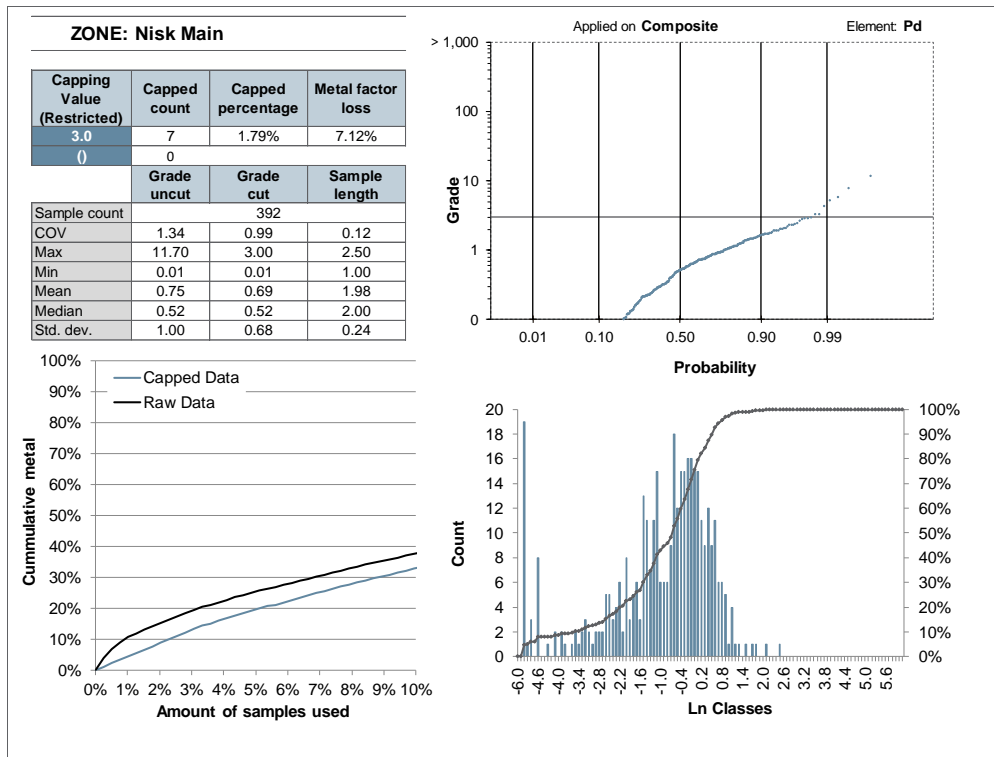 ZONE: Nisk Main
Capping Value (Restricted) Capped count Capped percentage Metal factor loss
3.0 7 1.79% 7.12%
() 0
Grade uncut Grade cut Sample length
Sample count 392
COV 1.34 0.99 0.12
Max 11.70 3.00 2.50
Min 0.01 0.01 1.00
Mean 0.75 0.69 1.98
Median 0.52 0.52 2.00
Std. dev. 1.00 0.68 0.24
Applied on Composite Element: Pd
> 1,000
100
10
1
0
Grade
0.01 0.10 0.50 0.90 0.99
Probability
100%
90%
80%
70%
60%
50%
40%
30%
20%
10%
0%
Cummulative metal
Capped Data
Raw Data
0% 1% 2% 3% 4% 5% 6% 7% 8% 9% 10%
Amount of samples used
20
18
16
14
12
10
8
6
4
2
0
Count
100%
90%
80%
70%
60%
50%
40%
30%
20%
10%
0%
-6.0 -4.6 -4.0 -3.4 -2.8 -2.2 -1.6 -1.0 -0.4 0.2 0.8 1.4 2.0 2.6 3.2 3.8 4.4 5.0 5.6
Ln Classes